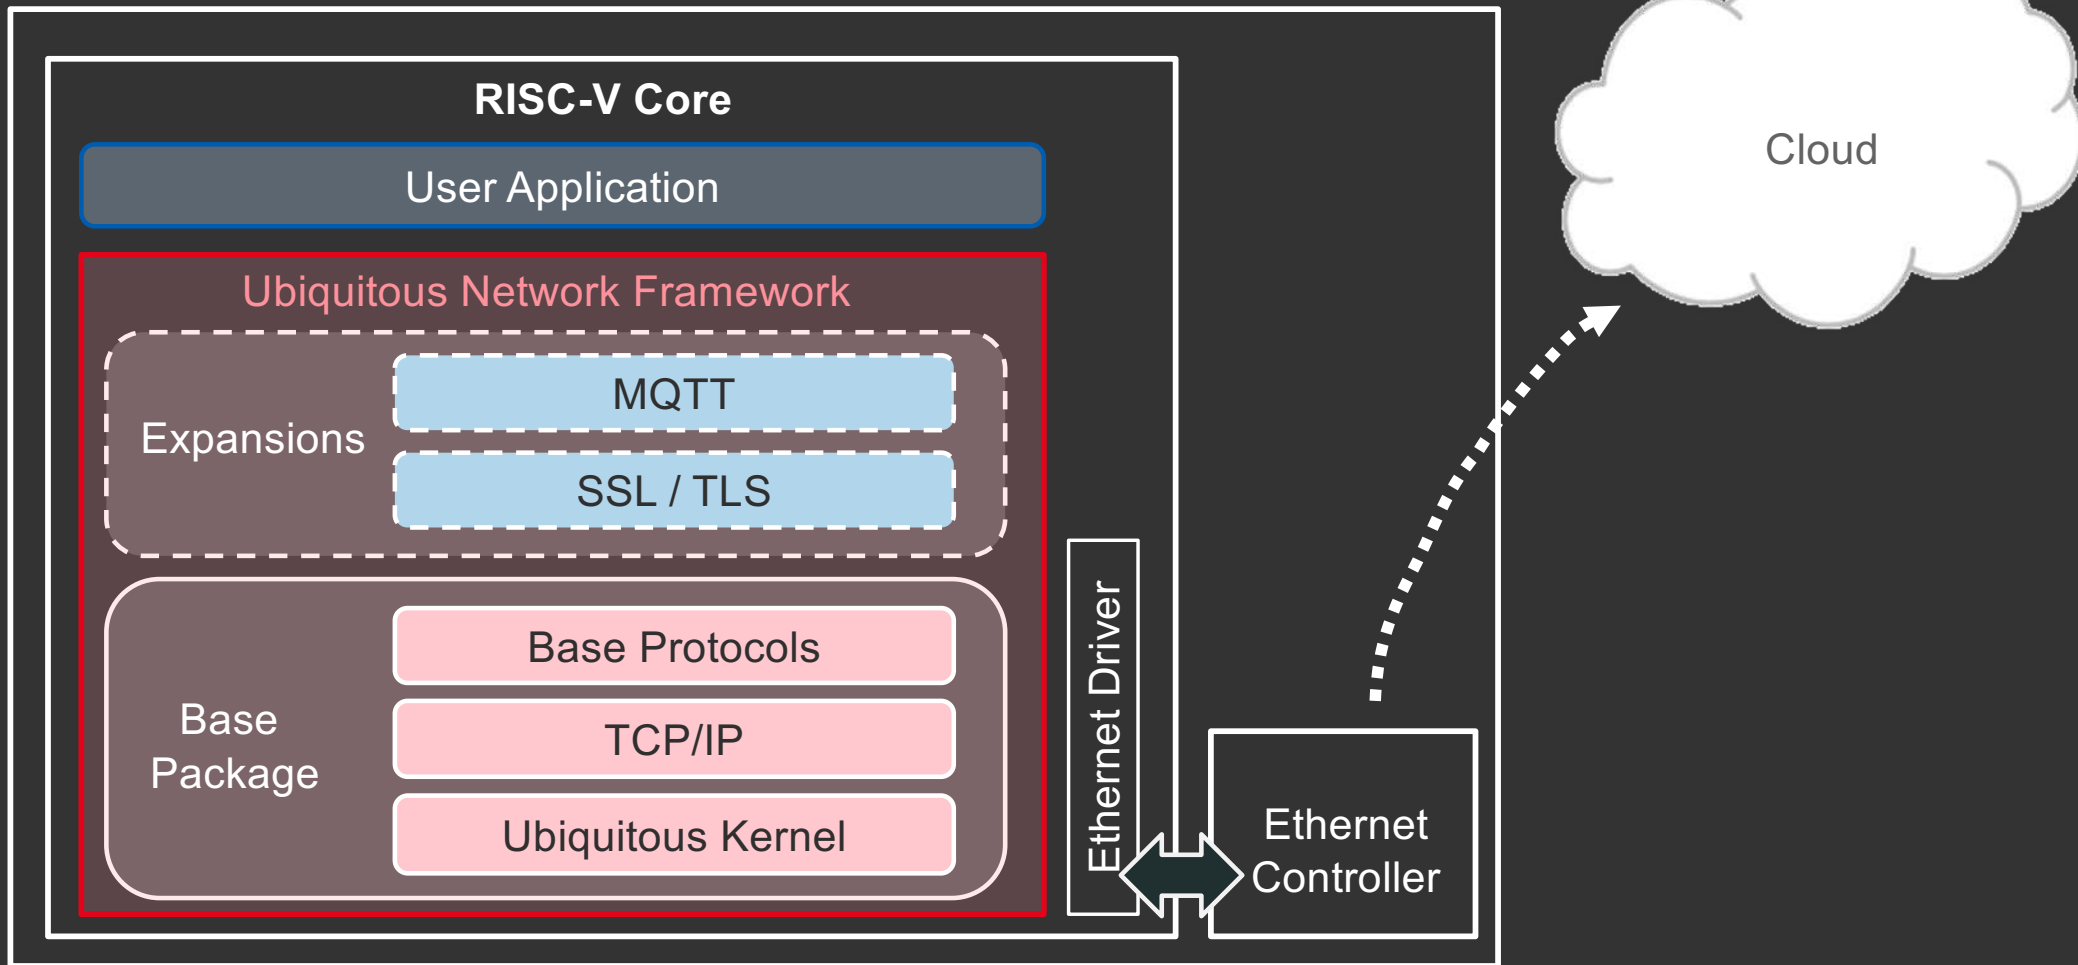 RISC-V Core
User Application
Ubiquitous Network Framework
Expansions
MQTT
SSL / TLS
Base
Package
Base Protocols
TCP/IP
Ubiquitous Kernel
Ethernet Driver
Ethernet
Controller
Cloud